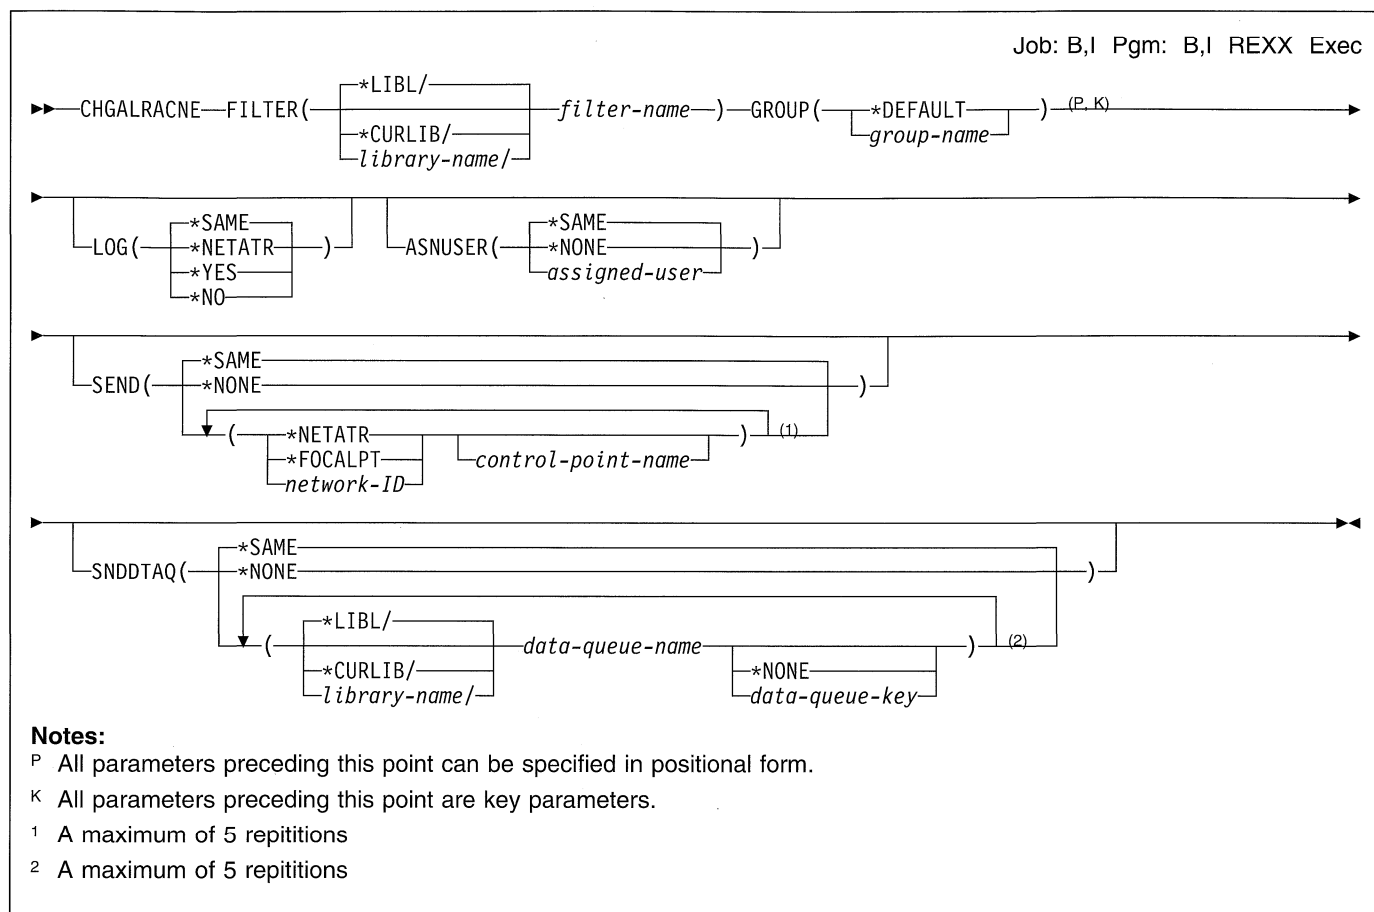 Job: B,I Pgm: B,I REXX Exec
*LIBL/
CHGALRACNE FILTER( filter-name ) GROUP( *DEFAULT ) (P, K)
*CURLIB/ group-name
library-name/
*SAME *SAME
LOG( *NETATR ) ASNUSER( *NONE )
*YES assigned-user
*NO
*SAME
SEND( *NONE )
( *NETATR ) (1)
*FOCALPT control-point-name
network-ID
*SAME
SNDDTAQ( *NONE )
*LIBL/
( data-queue-name ) (2)
*CURLIB/ *NONE
library-name/ data-queue-key
Notes:
P All parameters preceding this point can be specified in positional form.
K All parameters preceding this point are key parameters.
1 A maximum of 5 repititions
2 A maximum of 5 repititions